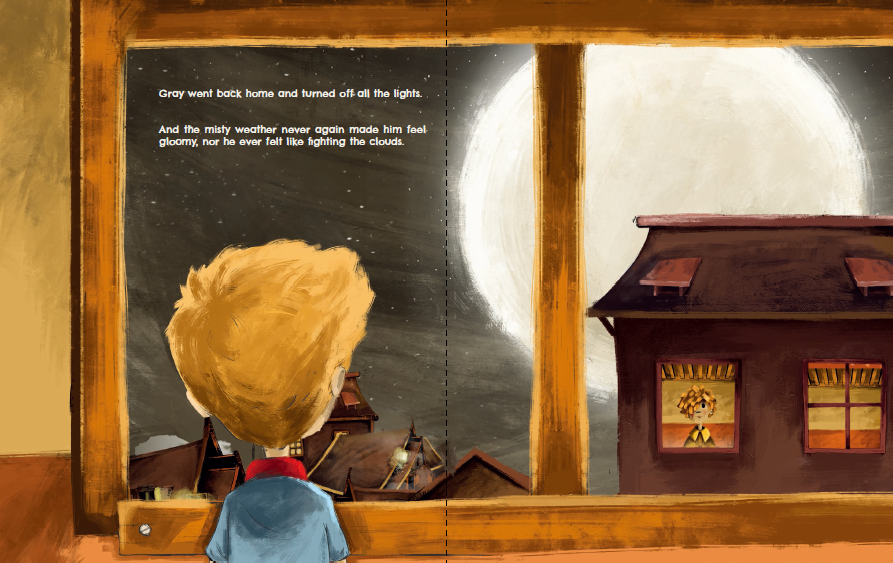 Gray went back home and turned off all the lights.
And the misty weather never again made him feel
gloomy, nor he ever felt like fighting the clouds.